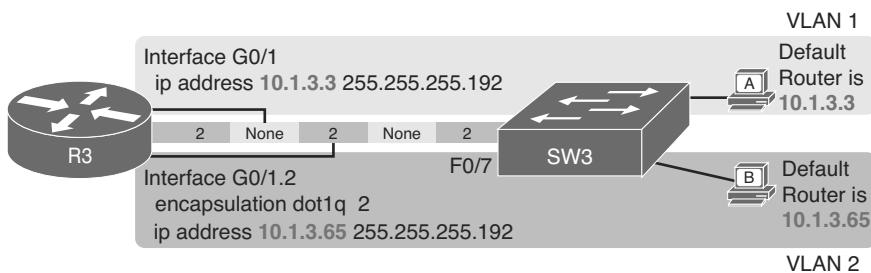 VLAN 1
Interface G0/1
ip address 10.1.3.3 255.255.255.192
Default
Router is
10.1.3.3
A
2 None 2 None 2
R3
SW3
F0/7
Interface G0/1.2
encapsulation dot1q 2
ip address 10.1.3.65 255.255.255.192
B
Default
Router is
10.1.3.65
VLAN 2